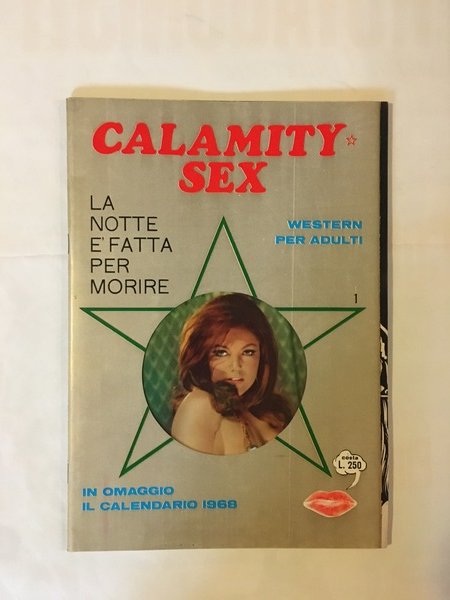 CALAMITY
SEX
LA
NOTTE
E' FATTA
PER
MORIRE
WESTERN
PER ADULTI
1
costa
L. 250
IN OMAGGIO
IL CALENDARIO 1968